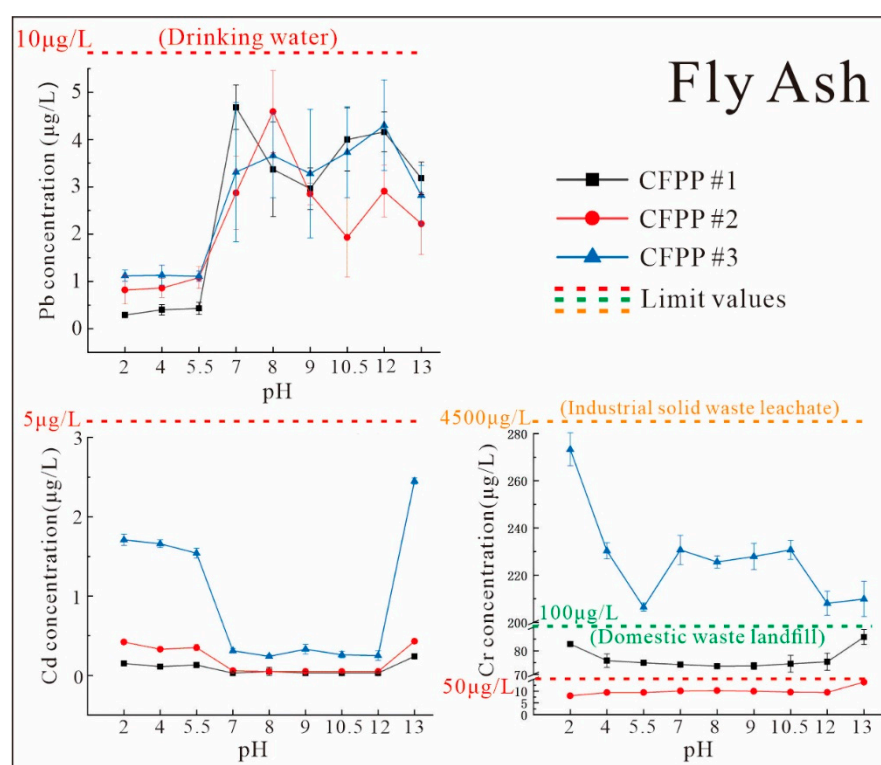 10μg/L (Drinking water)
Fly Ash
Pb concentration (μg/L)
5
4
3
2
1
0
2 4 5.5 7 8 9 10.5 12 13
pH
CFPP #1
CFPP #2
CFPP #3
Limit values
5μg/L
Cd concentration(μg/L)
3
2
1
0
2 4 5.5 7 8 9 10.5 12 13
pH
4500μg/L (Industrial solid waste leachate)
Cr concentration(μg/L)
280
260
240
220
210
200
100μg/L
(Domestic waste landfill)
80
70
50μg/L
10
5
0
2 4 5.5 7 8 9 10.5 12 13
pH